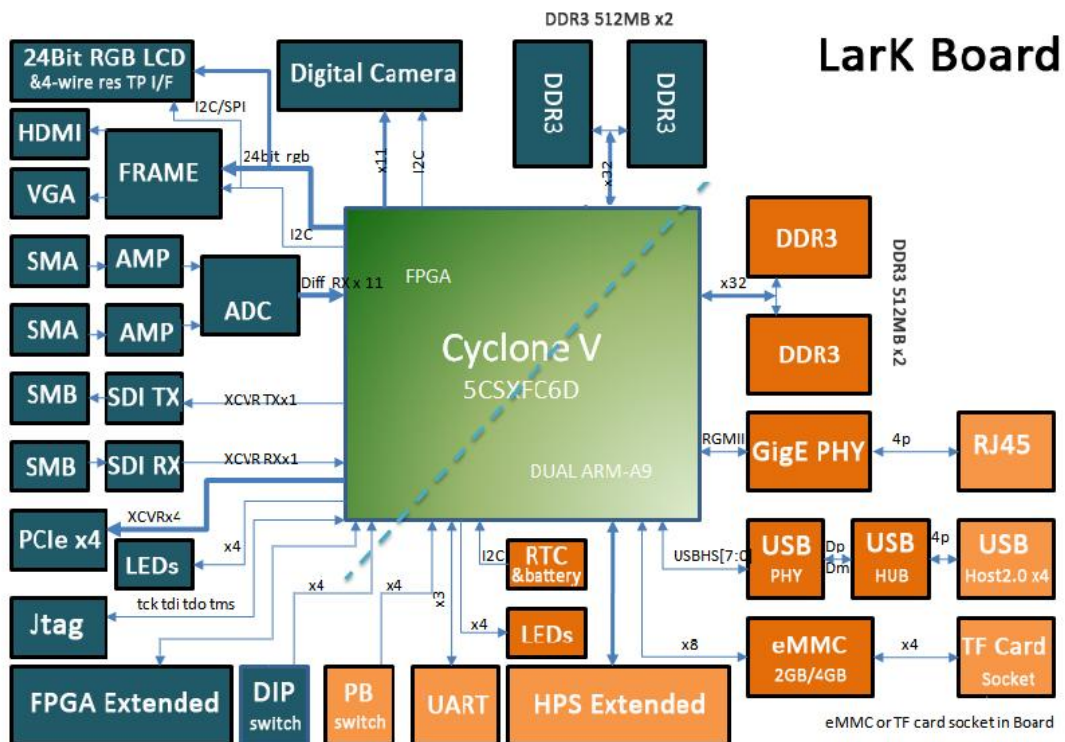 DDR3 512MB x2
LarK Board
24Bit RGB LCD
&4-wire res TP I/F
Digital Camera
DDR3
DDR3
I2C/SPI
HDMI
FRAME
24bit rgb
x11
I2C
x32
VGA
I2C
DDR3
SMA
AMP
ADC
Diff RX x 11
FPGA
x32
DDR3 512MB x2
SMA
AMP
Cyclone V
5CSXFC6D
DDR3
SMB
SDI TX
XCVR TXx1
SMB
SDI RX
XCVR RXx1
DUAL ARM-A9
RGMII
GigE PHY
4p
RJ45
PCIe x4
XCVRx4
LEDs
x4
I2C
RTC
&battery
USBHS[7:0]
USB
PHY
Dp
Dm
USB
HUB
4p
USB
Host2.0 x4
Jtag
tck tdi tdo tms
x4
x4
x3
x4
LEDs
x8
eMMC
2GB/4GB
x4
TF Card
Socket
FPGA Extended
DIP
switch
PB
switch
UART
HPS Extended
eMMC or TF card socket in Board